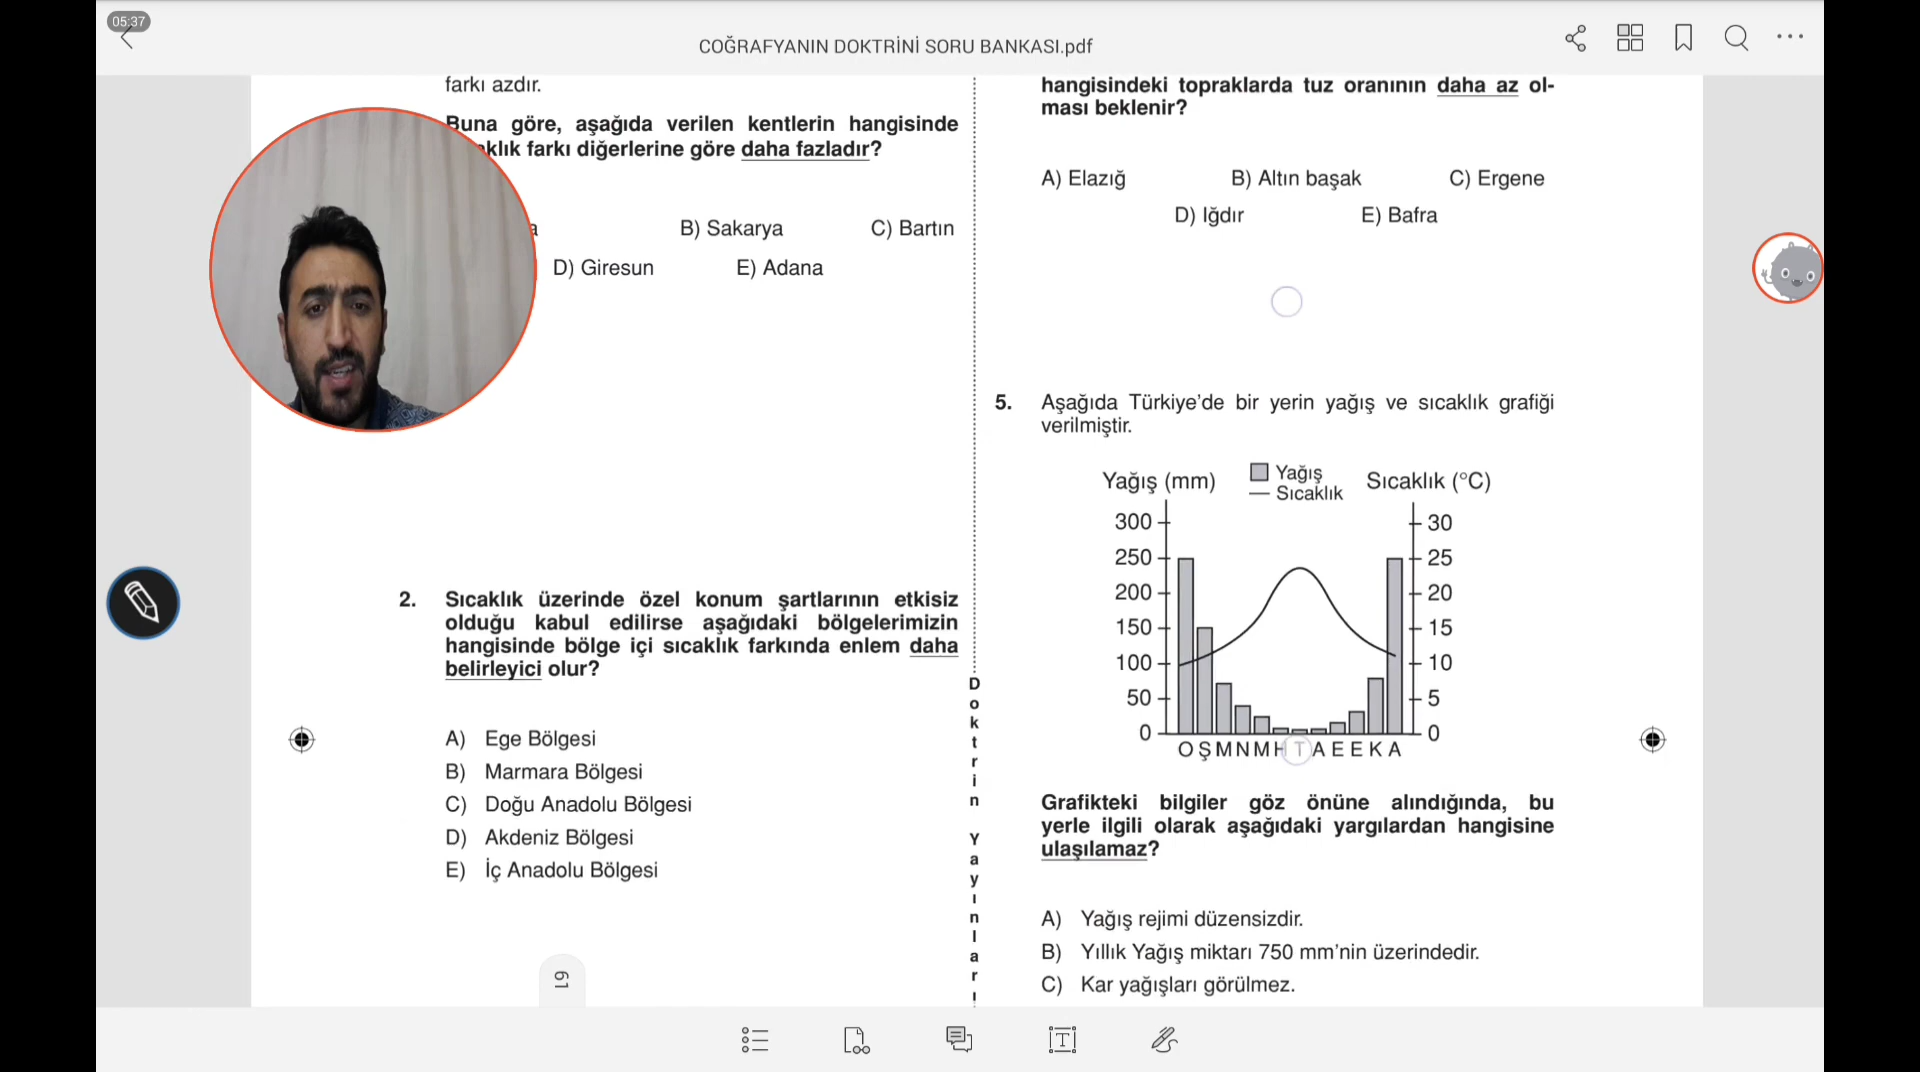 05:37
COĞRAFYANIN DOKTRİNİ SORU BANKASI.pdf
farkı azdır.
Buna göre, aşağıda verilen kentlerin hangisinde
farkı diğerlerine göre daha fazladır?
B) Sakarya
C) Bartın
D) Giresun
E) Adana
2. Sıcaklık üzerinde özel konum şartlarının etkisiz
olduğu kabul edilirse aşağıdaki bölgelerimizin
hangisinde bölge içi sıcaklık farkında enlem daha
belirleyici olur?
A) Ege Bölgesi
B) Marmara Bölgesi
C) Doğu Anadolu Bölgesi
D) Akdeniz Bölgesi
E) İç Anadolu Bölgesi
61
Doktrin Yayınları
hangisindeki topraklarda tuz oranının daha az ol-
ması beklenir?
A) Elazığ
B) Altın başak
C) Ergene
D) Iğdır
E) Bafra
5. Aşağıda Türkiye'de bir yerin yağış ve sıcaklık grafiği
verilmiştir.
Yağış (mm)
Yağış
Sıcaklık
Sıcaklık (°C)
300
250
200
150
100
50
0
30
25
20
15
10
5
0
O Ş M N M H T A E E K A
Grafikteki bilgiler göz önüne alındığında, bu
yerle ilgili olarak aşağıdaki yargılardan hangisine
ulaşılamaz?
A) Yağış rejimi düzensizdir.
B) Yıllık Yağış miktarı 750 mm'nin üzerindedir.
C) Kar yağışları görülmez.